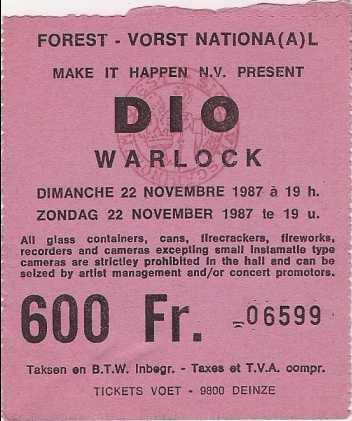 FOREST - VORST NATIONA(A)L
MAKE IT HAPPEN N.V. PRESENT
DIO
WARLOCK
DIMANCHE 22 NOVEMBRE 1987 à 19 h.
ZONDAG 22 NOVEMBER 1987 te 19 u.
All glass containers, cans, firecrackers, fireworks,
recorders and cameras excepting small instamatic type
cameras are strictley prohibited in the hall and can be
seized by artist management and/or concert promotors.
600 Fr. 06599
Taksen en B.T.W. inbegr. - Taxes et T.V.A. compr.
TICKETS VOET - 9800 DEINZE